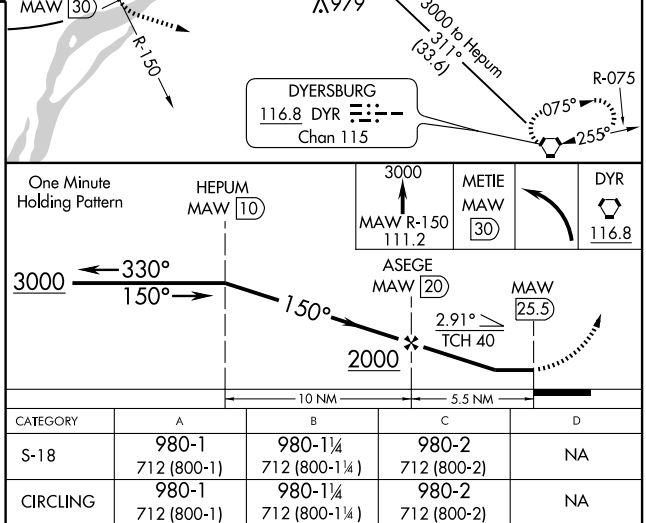 MAW 30
979
3000 to Hepum
311°
(33.6)
R-150
R-075
DYERSBURG
116.8 DYR
Chan 115
075°
255°
One Minute
Holding Pattern
HEPUM
MAW 10
3000
MAW R-150
111.2
METIE
MAW
30
DYR
116.8
3000
330°
150°
150°
ASEGE
MAW 20
MAW
25.5
2.91°
TCH 40
2000
10 NM
5.5 NM
CATEGORY A B C D
S-18 980-1 980-1¼ 980-2 NA
712 (800-1) 712 (800-1¼) 712 (800-2)
CIRCLING 980-1 980-1¼ 980-2 NA
712 (800-1) 712 (800-1¼) 712 (800-2)